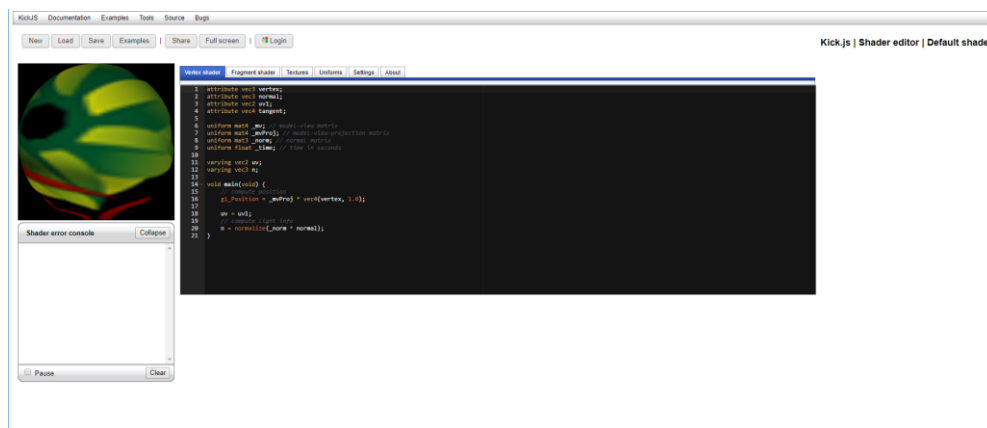 KickJS Documentation Examples Tools Source Bugs
New Load Save Examples | Share Full screen | Login
Kick.js | Shader editor | Default shade
Vertex shader Fragment shader Textures Uniforms Settings About
1 attribute vec3 vertex;
2 attribute vec3 normal;
3 attribute vec2 uv1;
4 attribute vec4 tangent;
5
6 uniform mat4 _mv; // model-view matrix
7 uniform mat4 _mvProj; // model-view-projection matrix
8 uniform mat3 _norm; // normal matrix
9 uniform float _time; // time in seconds
10
11 varying vec2 uv;
12 varying vec3 n;
13
14 void main(void) {
15 // compute position
16 gl_Position = _mvProj * vec4(vertex, 1.0);
17
18 uv = uv1;
19 // compute light info
20 n = normalize(_norm * normal);
21 }
Shader error console Collapse
Pause Clear